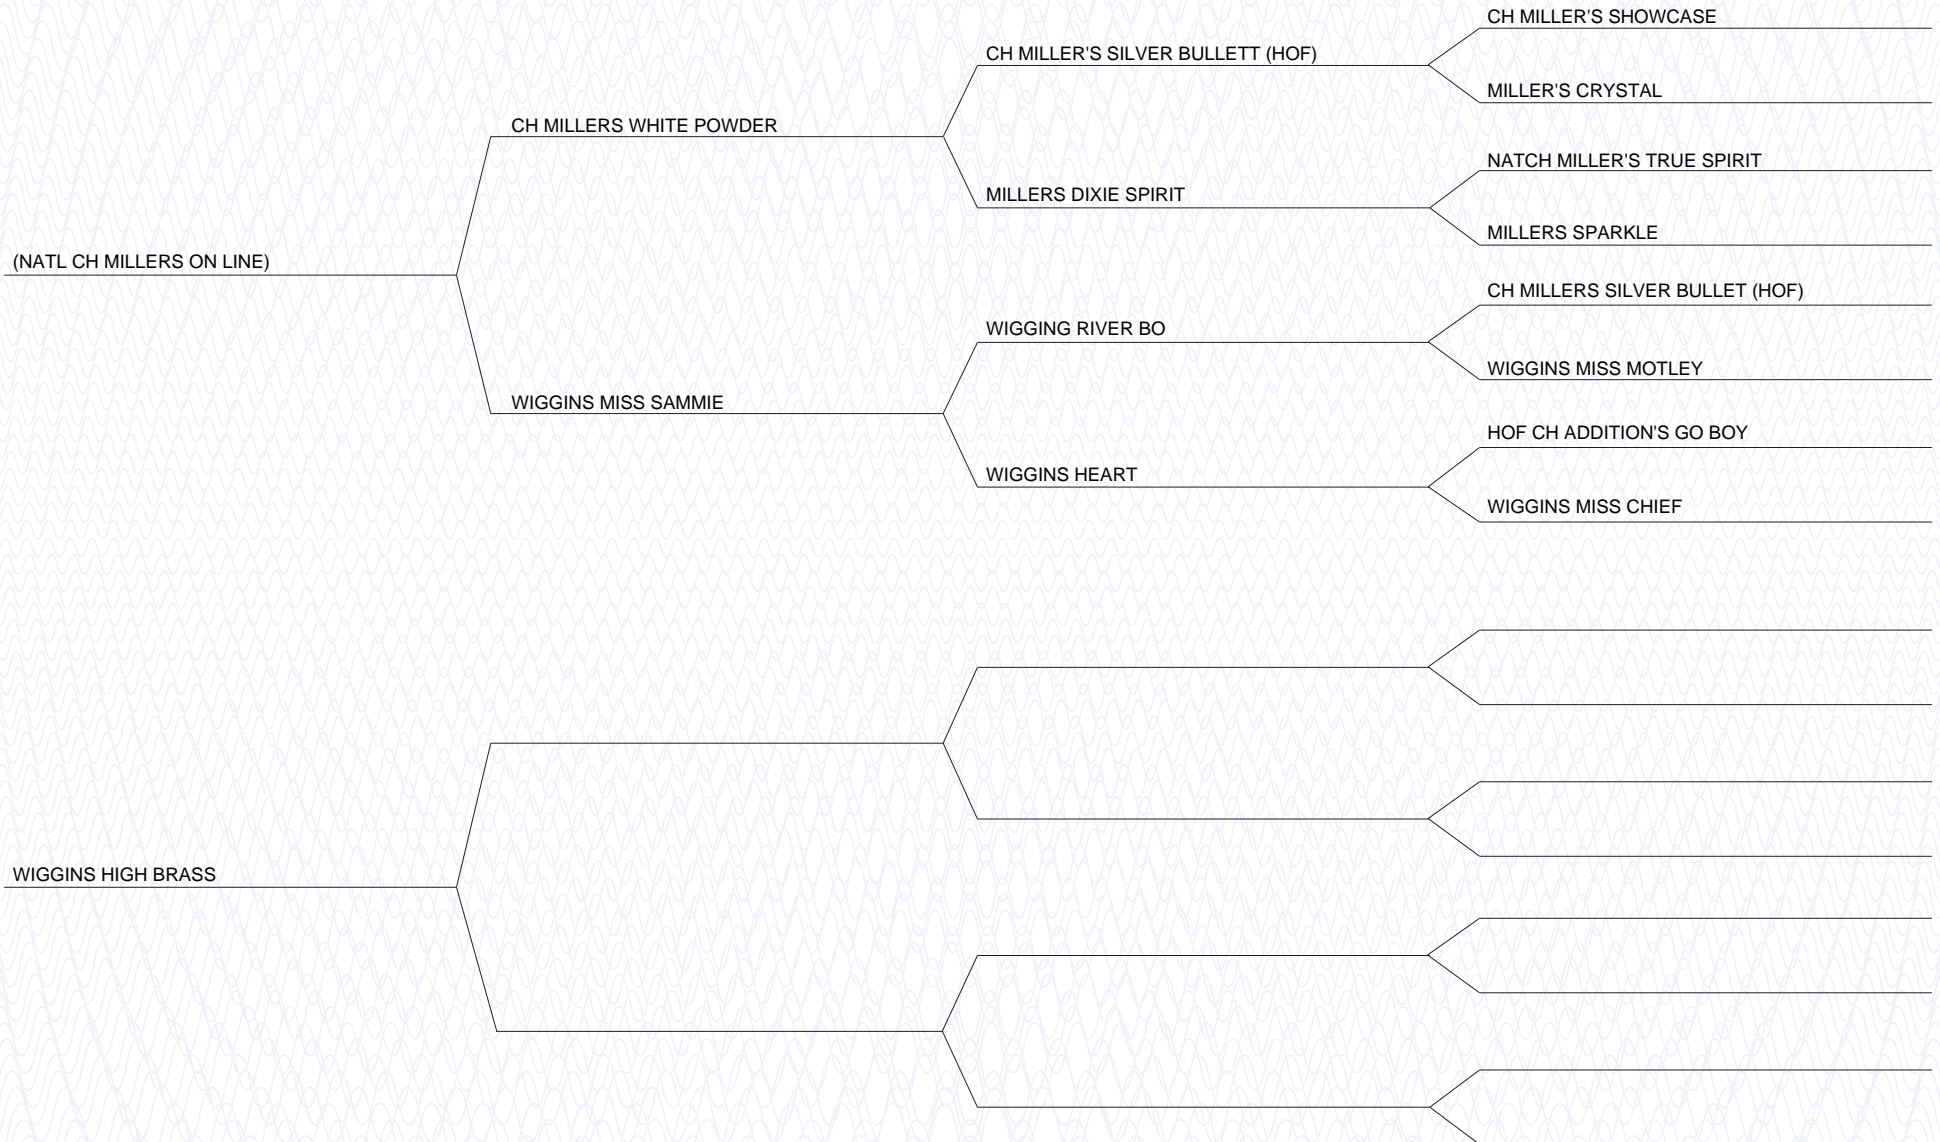 CH MILLER'S SHOWCASE
CH MILLER'S SILVER BULLETT (HOF)
MILLER'S CRYSTAL
CH MILLERS WHITE POWDER
NATCH MILLER'S TRUE SPIRIT
MILLERS DIXIE SPIRIT
MILLERS SPARKLE
(NATL CH MILLERS ON LINE)
CH MILLERS SILVER BULLET (HOF)
WIGGING RIVER BO
WIGGINS MISS MOTLEY
WIGGINS MISS SAMMIE
HOF CH ADDITION'S GO BOY
WIGGINS HEART
WIGGINS MISS CHIEF
WIGGINS HIGH BRASS